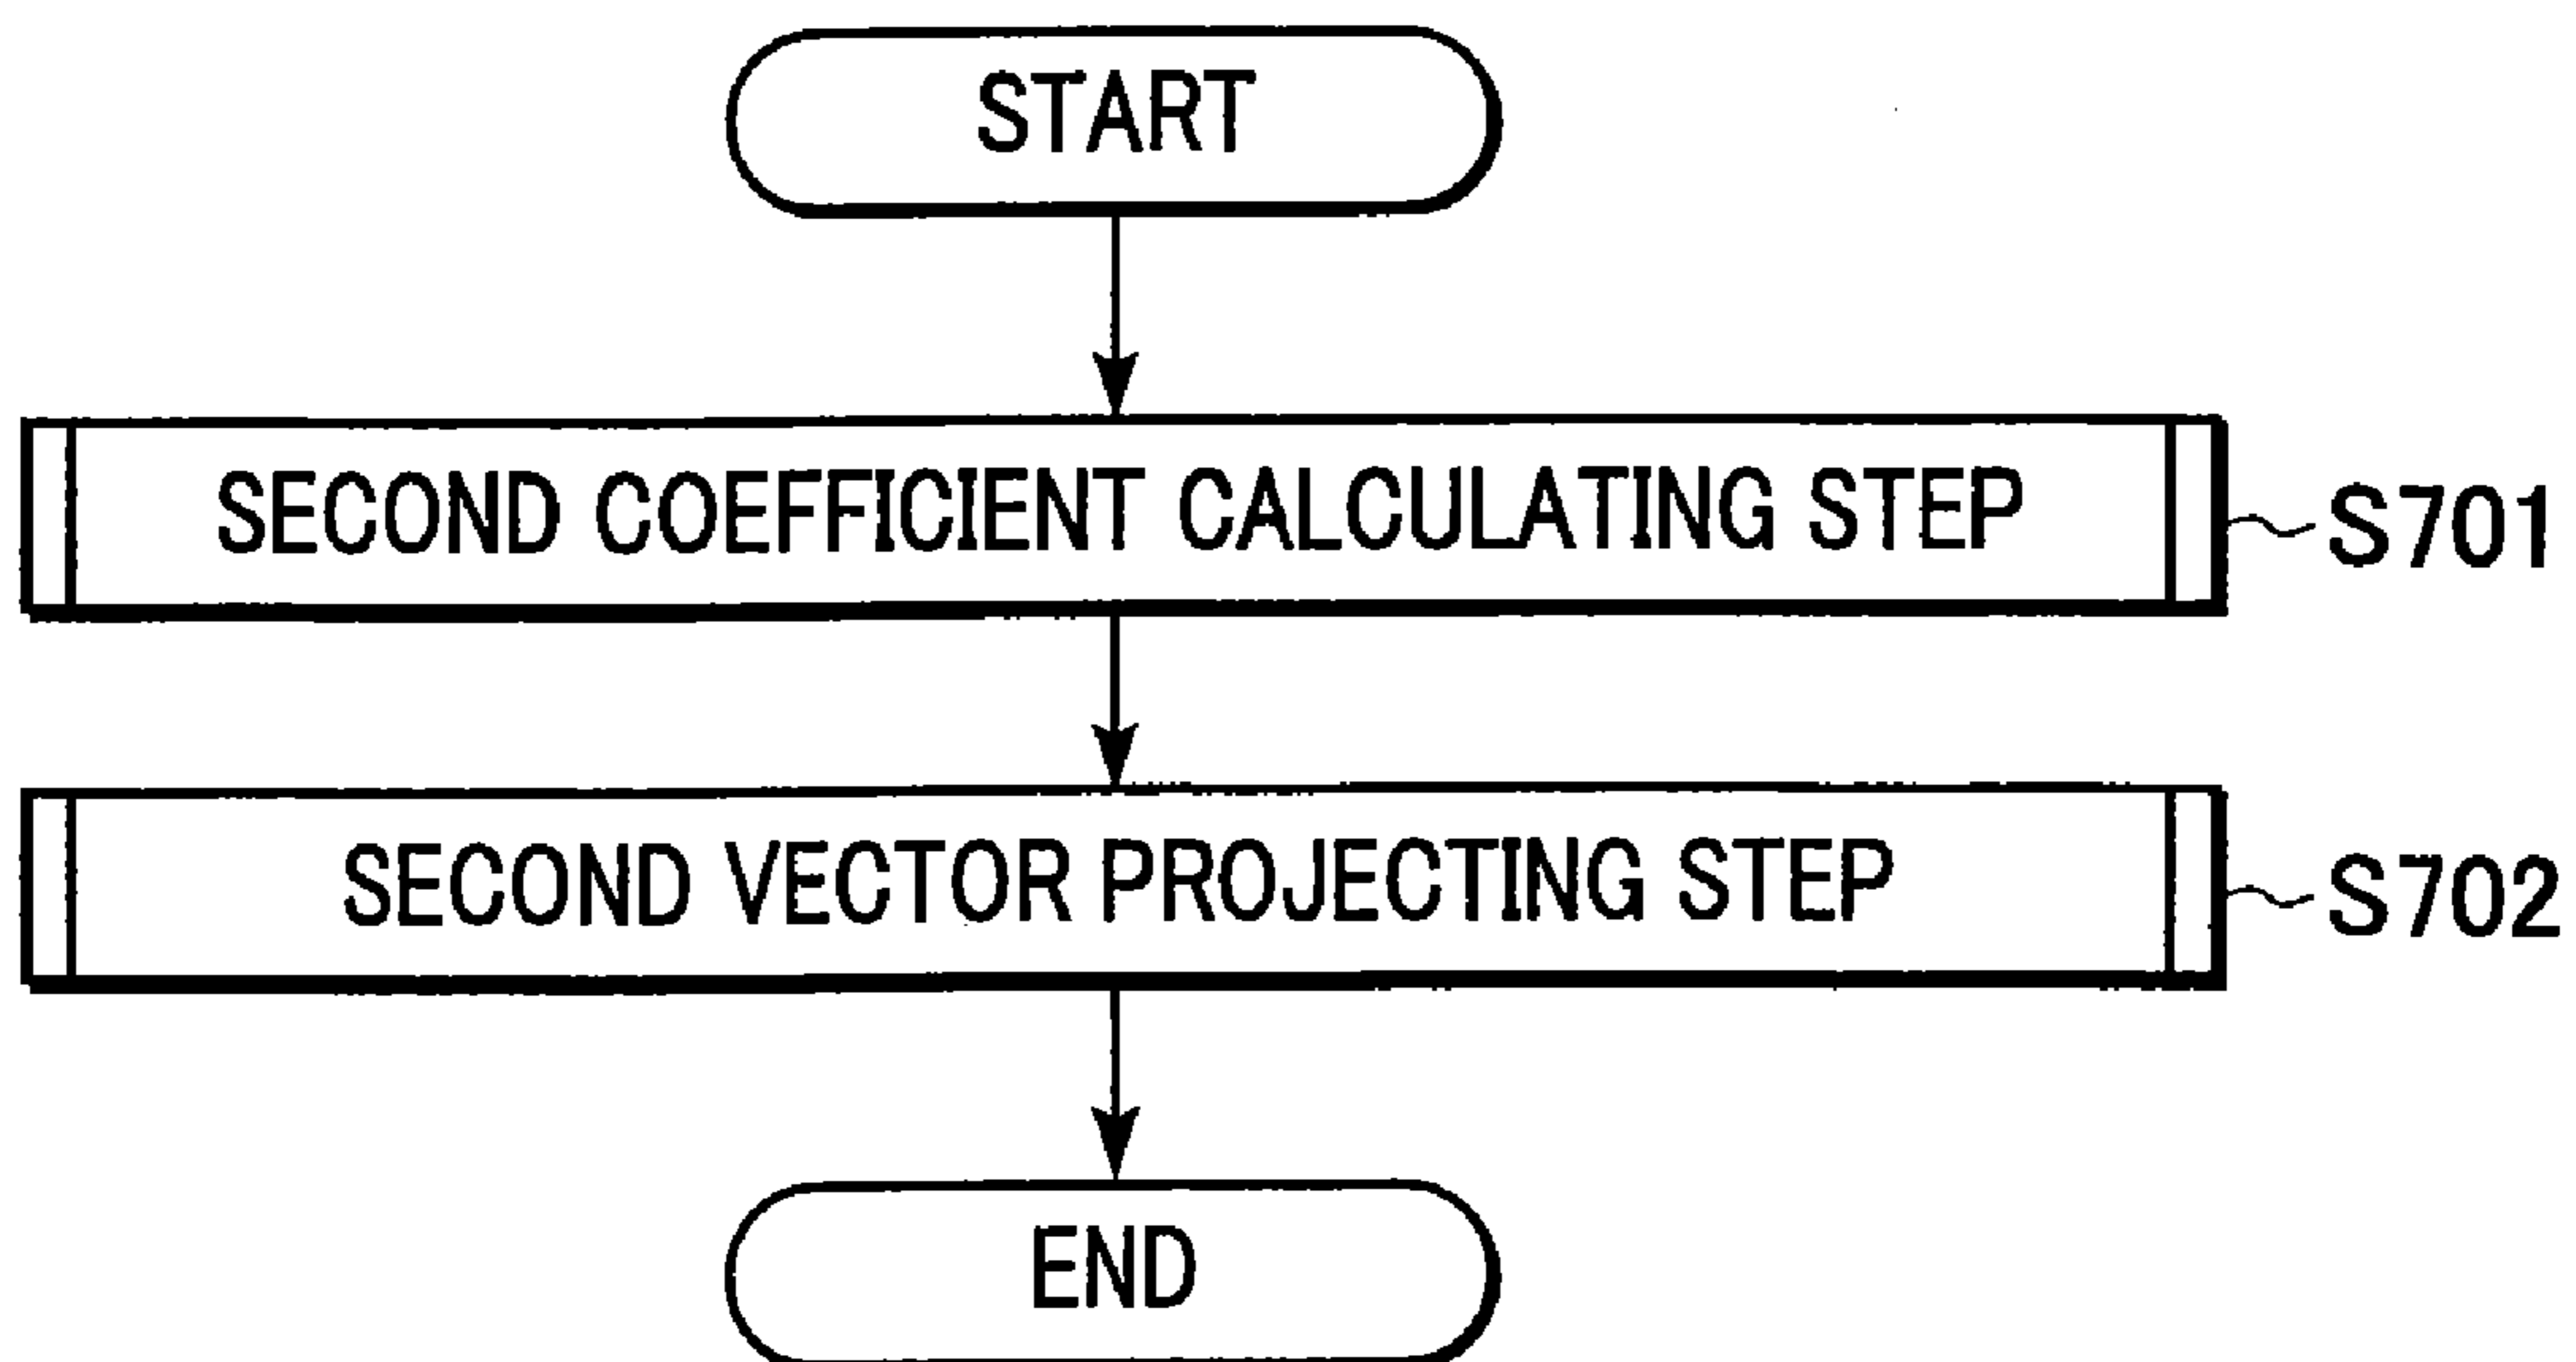 START
SECOND COEFFICIENT CALCULATING STEP
S701
SECOND VECTOR PROJECTING STEP
S702
END